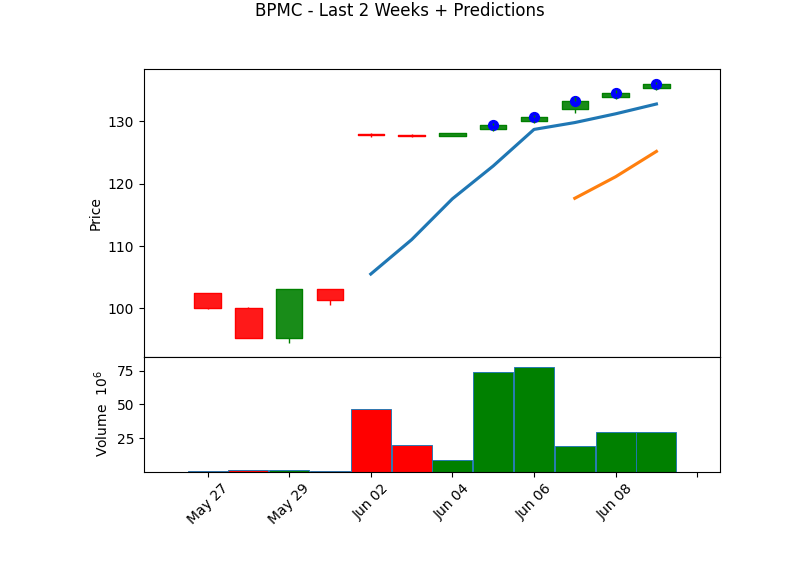 BPMC - Last 2 Weeks + Predictions
Price
130
120
110
100
Volume 10⁶
75
50
25
May 27
May 29
Jun 02
Jun 04
Jun 06
Jun 08